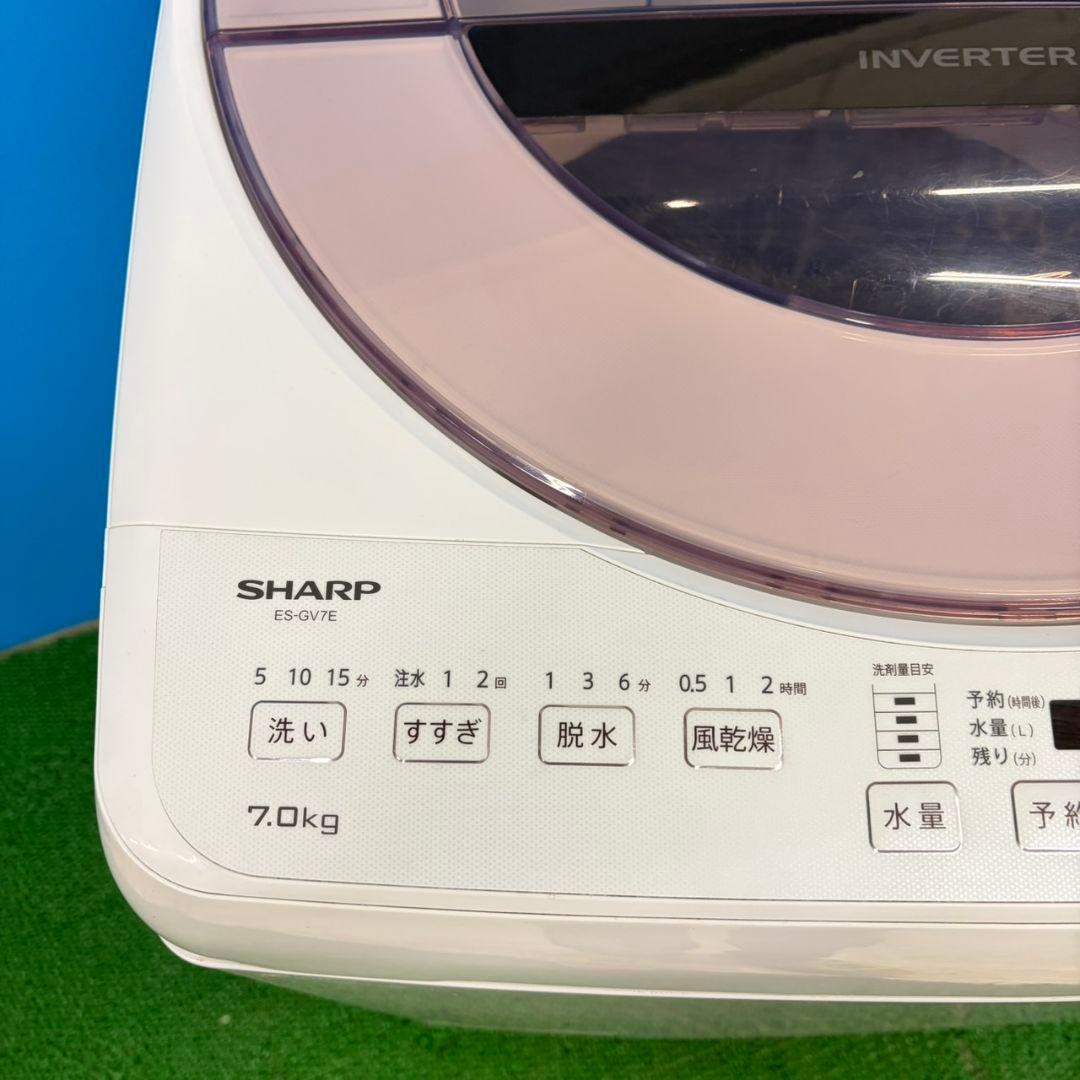 INVERTER
SHARP
ES-GV7E
5 10 15分 注水 1 2回 1 3 6分 0.5 1 2時間
洗い すすぎ 脱水 風乾燥
洗剤量目安
予約(時間後)
水量(L)
残り(分)
水量 予約
7.0kg